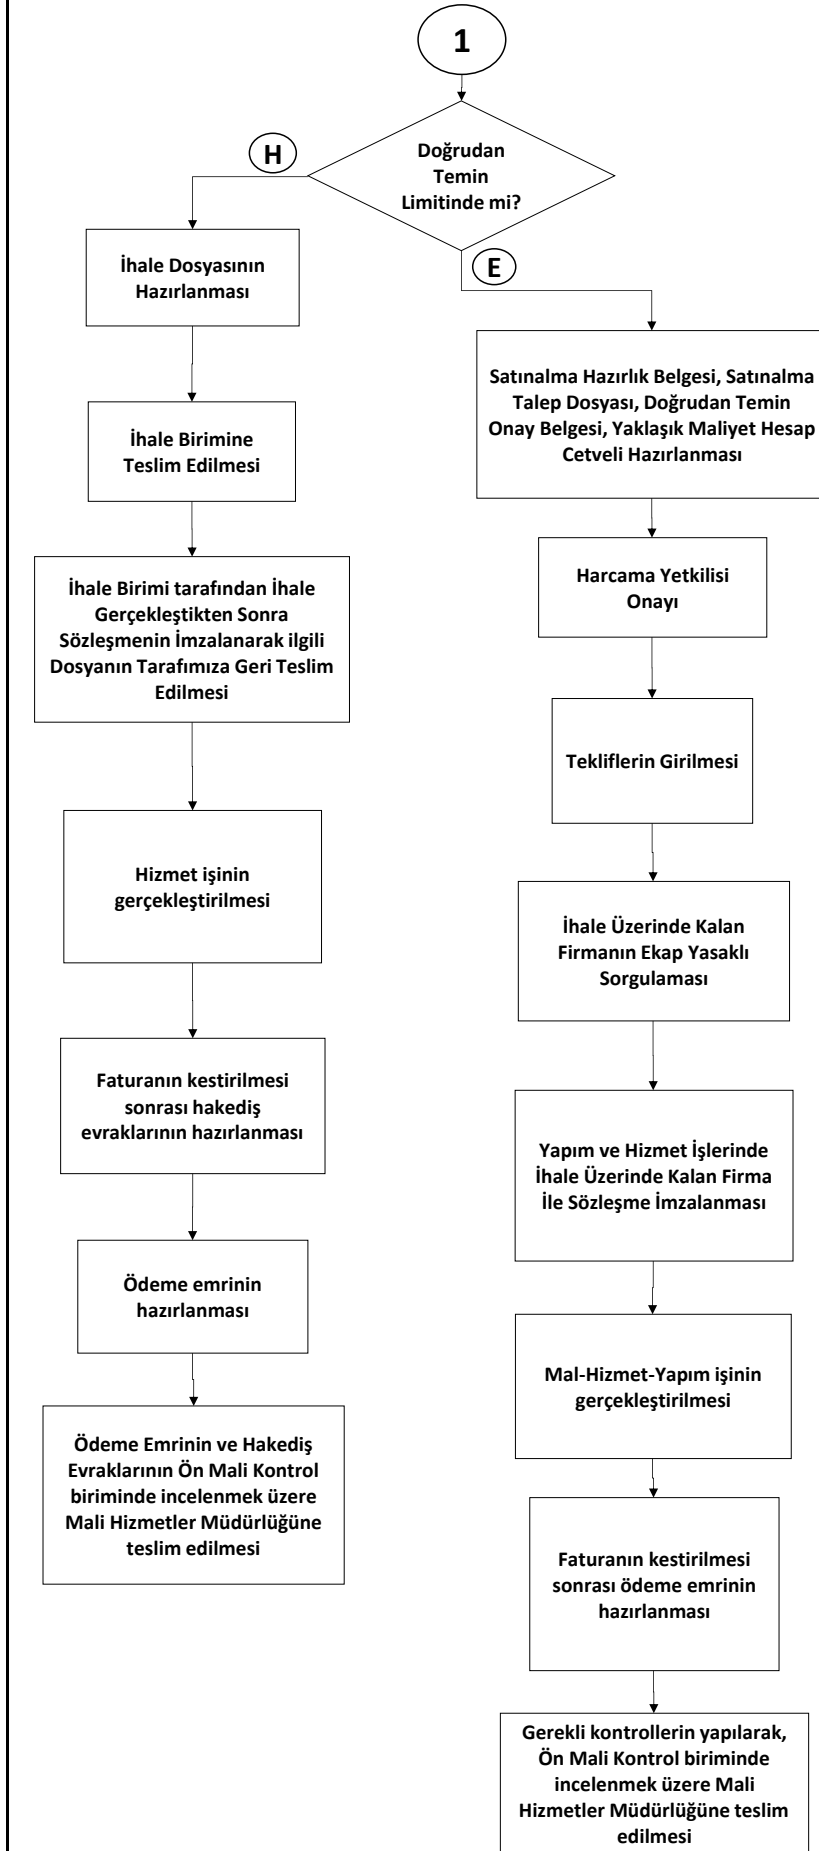 1
Doğrudan
Temin
Limitinde mi?
H
İhale Dosyasının
Hazırlanması
İhale Birimine
Teslim Edilmesi
İhale Birimi tarafından İhale
Gerçekleştikten Sonra
Sözleşmenin İmzalanarak ilgili
Dosyanın Tarafımıza Geri Teslim
Edilmesi
Hizmet işinin
gerçekleştirilmesi
Faturanın kestirilmesi
sonrası hakediş
evraklarının hazırlanması
Ödeme emrinin
hazırlanması
Ödeme Emrinin ve Hakediş
Evraklarının Ön Mali Kontrol
biriminde incelenmek üzere
Mali Hizmetler Müdürlüğüne
teslim edilmesi
E
Satınalma Hazırlık Belgesi, Satınalma
Talep Dosyası, Doğrudan Temin
Onay Belgesi, Yaklaşık Maliyet Hesap
Cetveli Hazırlanması
Harcama Yetkilisi
Onayı
Tekliflerin Girilmesi
İhale Üzerinde Kalan
Firmanın Ekap Yasaklı
Sorgulaması
Yapım ve Hizmet İşlerinde
İhale Üzerinde Kalan Firma
İle Sözleşme İmzalanması
Mal-Hizmet-Yapım işinin
gerçekleştirilmesi
Faturanın kestirilmesi
sonrası ödeme emrinin
hazırlanması
Gerekli kontrollerin yapılarak,
Ön Mali Kontrol biriminde
incelenmek üzere Mali
Hizmetler Müdürlüğüne teslim
edilmesi